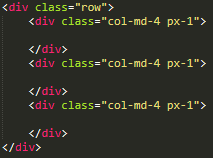 <div class="row">
    <div class="col-md-4 px-1">

    </div>
    <div class="col-md-4 px-1">

    </div>
    <div class="col-md-4 px-1">

    </div>
</div>